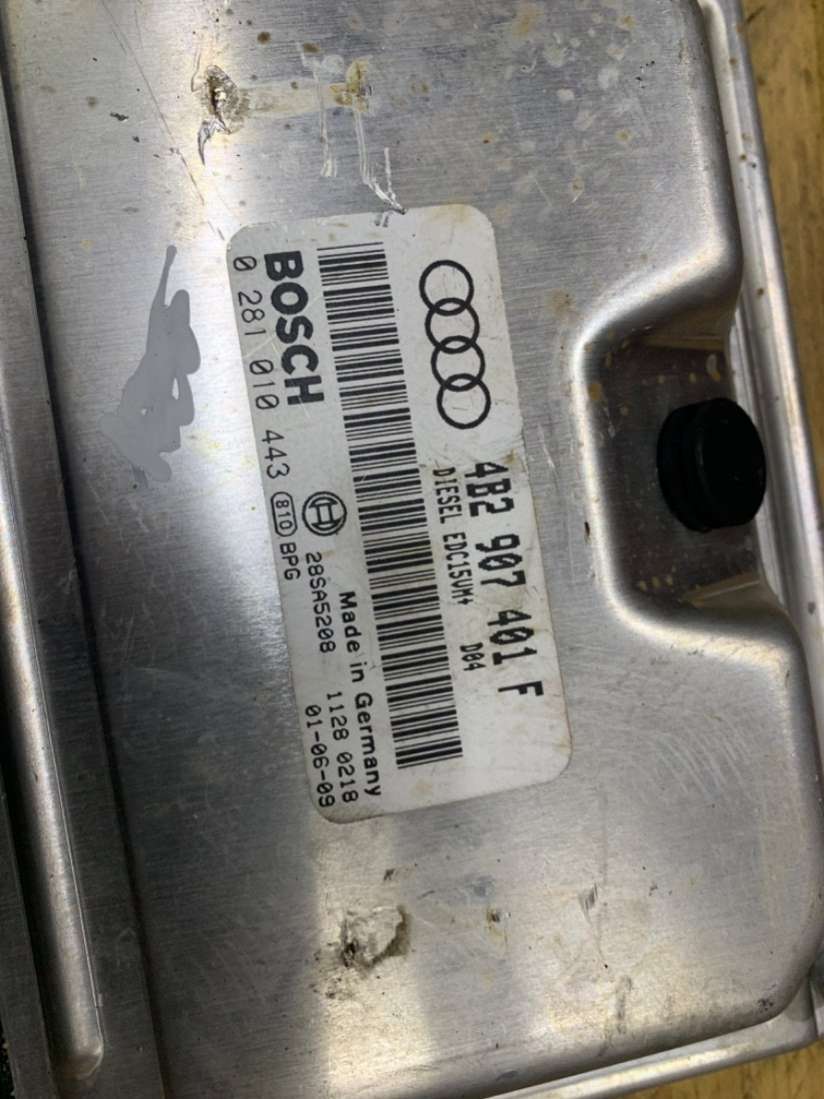 4B2 907 401 F
DIESEL EDC15VM+ D04
BOSCH
0 281 010 443 810 BPG
28SA5208
Made in Germany
1128 0218
01-06-09